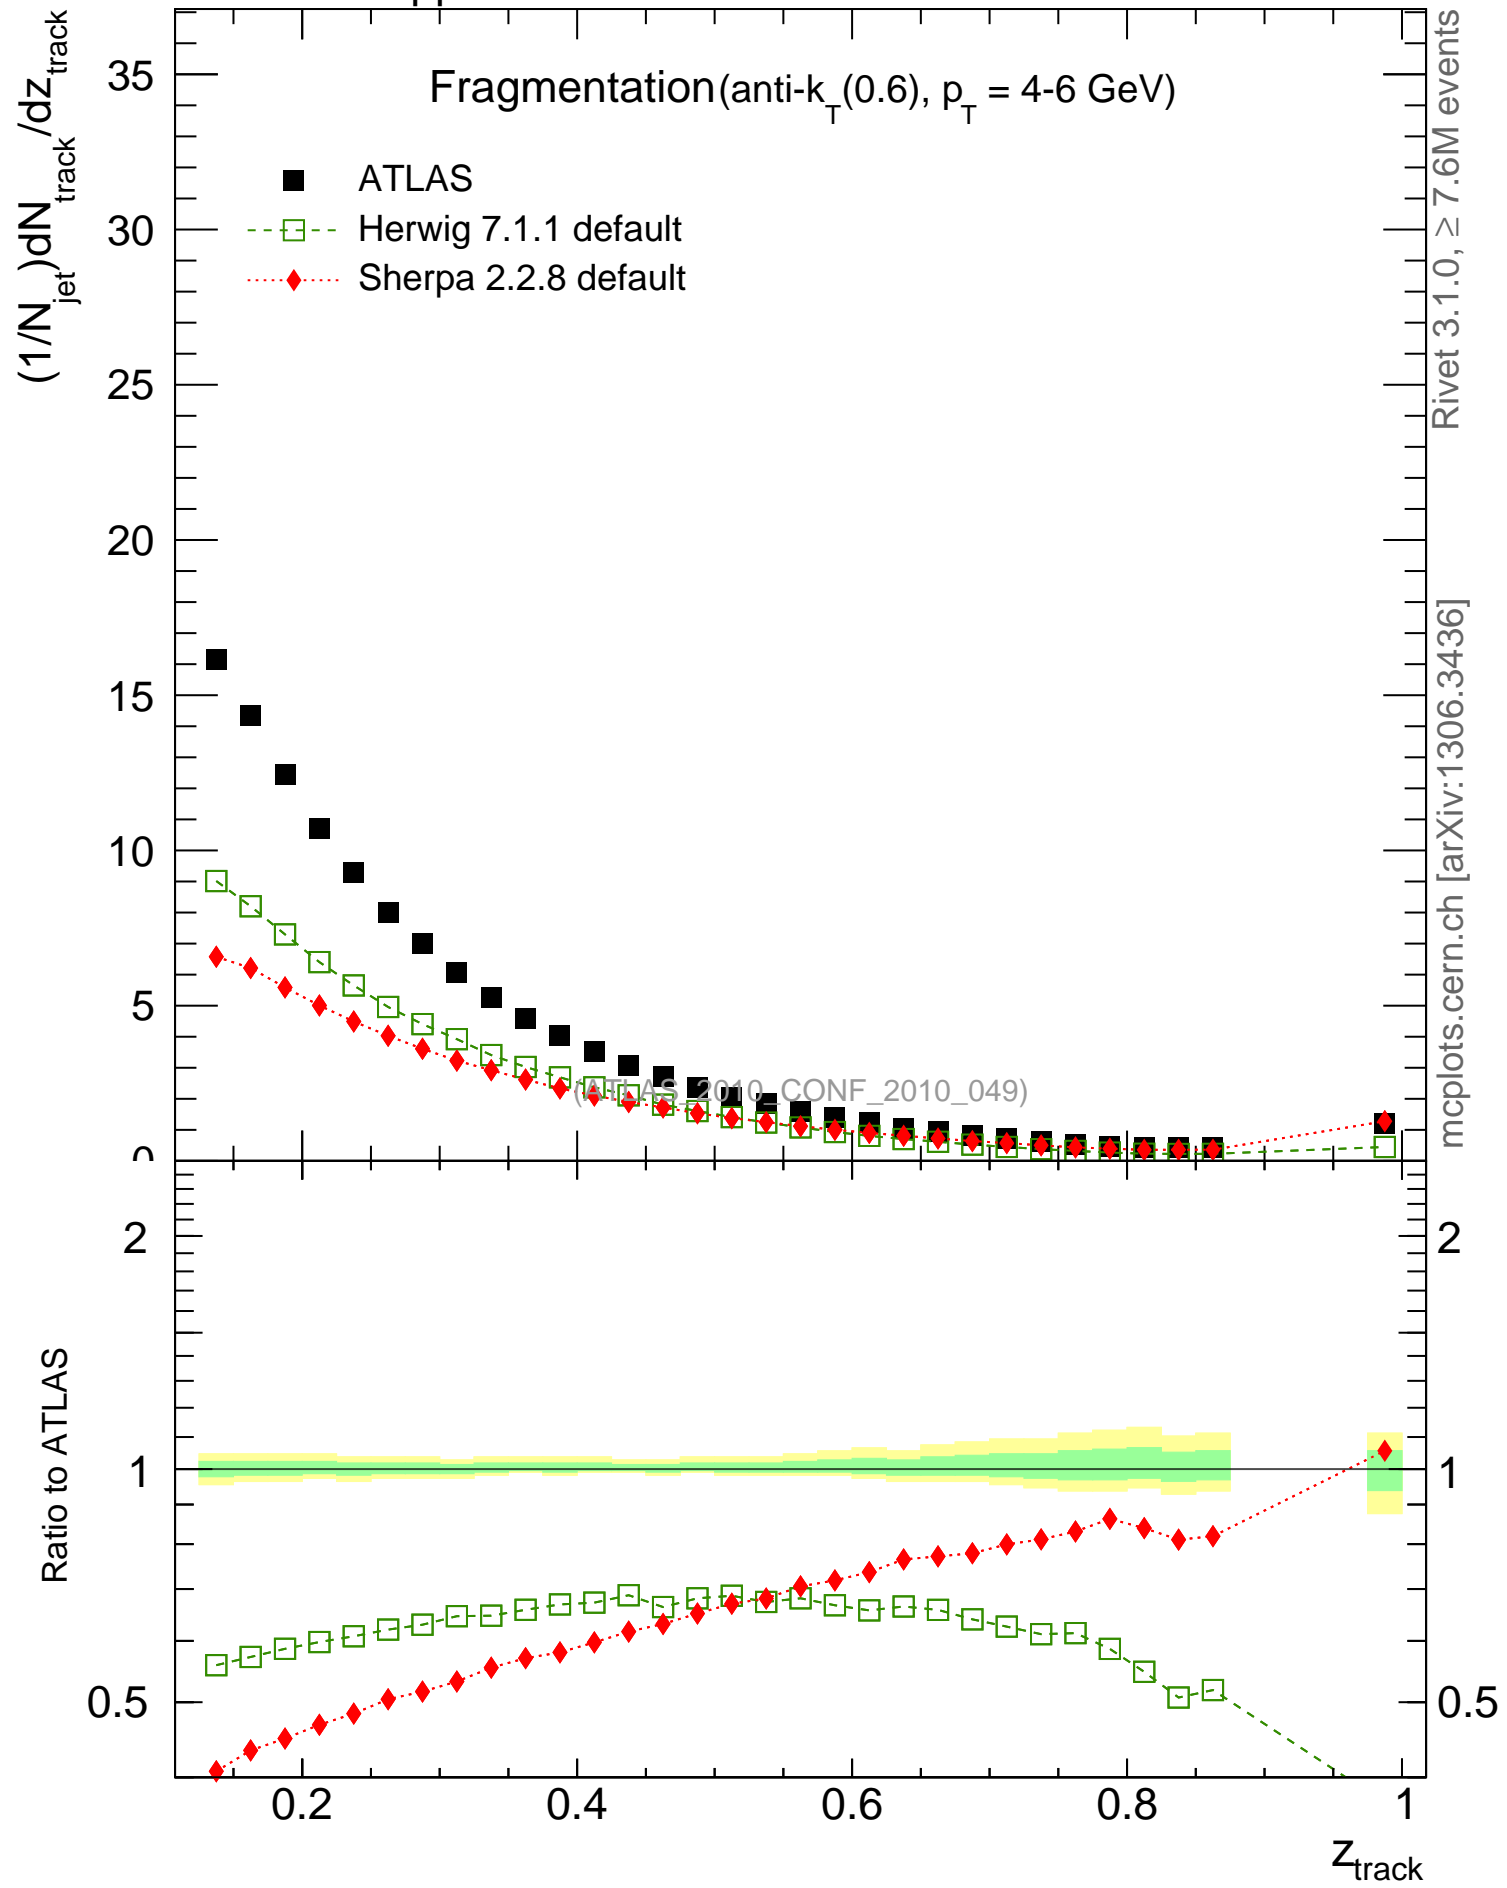 pp
(1/N_jet)dN_track/dz_track
Fragmentation (anti-k_T(0.6), p_T = 4-6 GeV)
ATLAS
Herwig 7.1.1 default
Sherpa 2.2.8 default
35
30
25
20
15
10
5
0
(ATLAS_2010_CONF_2010_049)
Rivet 3.1.0, ≥ 7.6M events
mcplots.cern.ch [arXiv:1306.3436]
Ratio to ATLAS
2
1
0.5
2
1
0.5
0.2 0.4 0.6 0.8 1
z_track